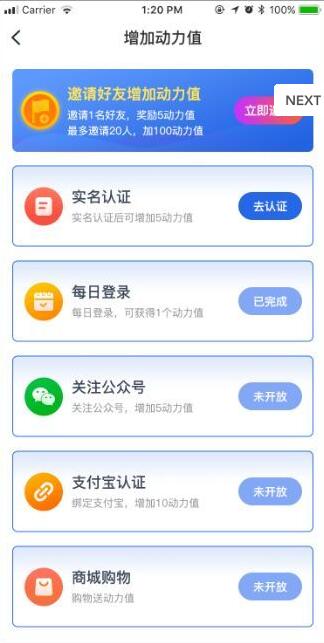 Carrier 1:20 PM 100%
增加动力值
邀请好友增加动力值
邀请1名好友，奖励5动力值
最多邀请20人，加100动力值
立即
NEXT
实名认证
实名认证后可增加5动力值
去认证
每日登录
每日登录，可获得1个动力值
已完成
关注公众号
关注公众号，增加5动力值
未开放
支付宝认证
绑定支付宝，增加10动力值
未开放
商城购物
购物送动力值
未开放